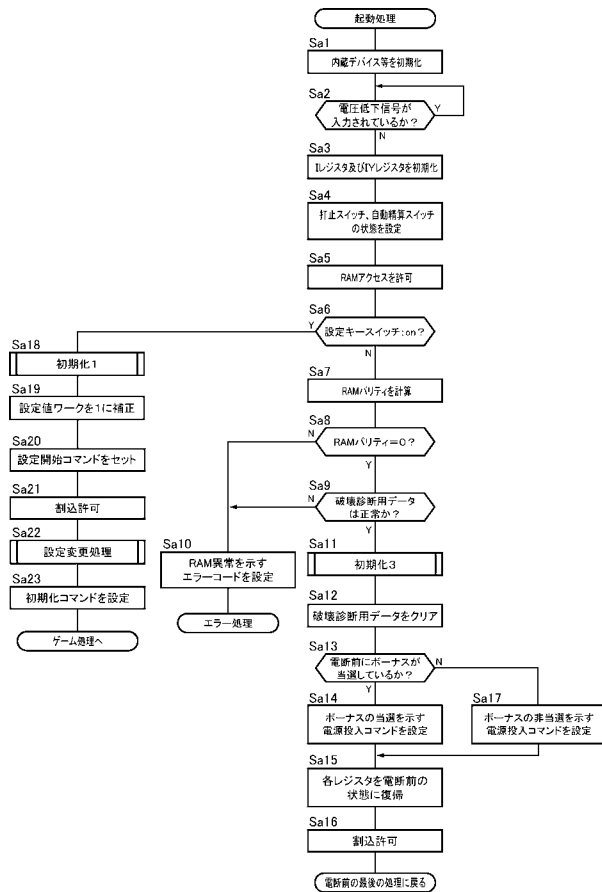 起動処理
Sa1
内蔵デバイス等を初期化
Sa2
電圧低下信号が
入力されているか？
Y
N
Sa3
Iレジスタ及びIYレジスタを初期化
Sa4
打止スイッチ、自動精算スイッチ
の状態を設定
Sa5
RAMアクセスを許可
Sa6
設定キースイッチ：on？
Y
N
Sa18
初期化1
Sa19
設定値ワークを1に補正
Sa20
設定開始コマンドをセット
Sa21
割込許可
Sa22
設定変更処理
Sa23
初期化コマンドを設定
ゲーム処理へ
Sa7
RAMパリティを計算
Sa8
RAMパリティ＝0？
N
Y
Sa9
破壊診断用データ
は正常か？
N
Y
Sa10
RAM異常を示す
エラーコードを設定
エラー処理
Sa11
初期化3
Sa12
破壊診断用データをクリア
Sa13
電断前にボーナスが
当選しているか？
N
Y
Sa14
ボーナスの当選を示す
電源投入コマンドを設定
Sa17
ボーナスの非当選を示す
電源投入コマンドを設定
Sa15
各レジスタを電断前の
状態に復帰
Sa16
割込許可
電断前の最後の処理に戻る